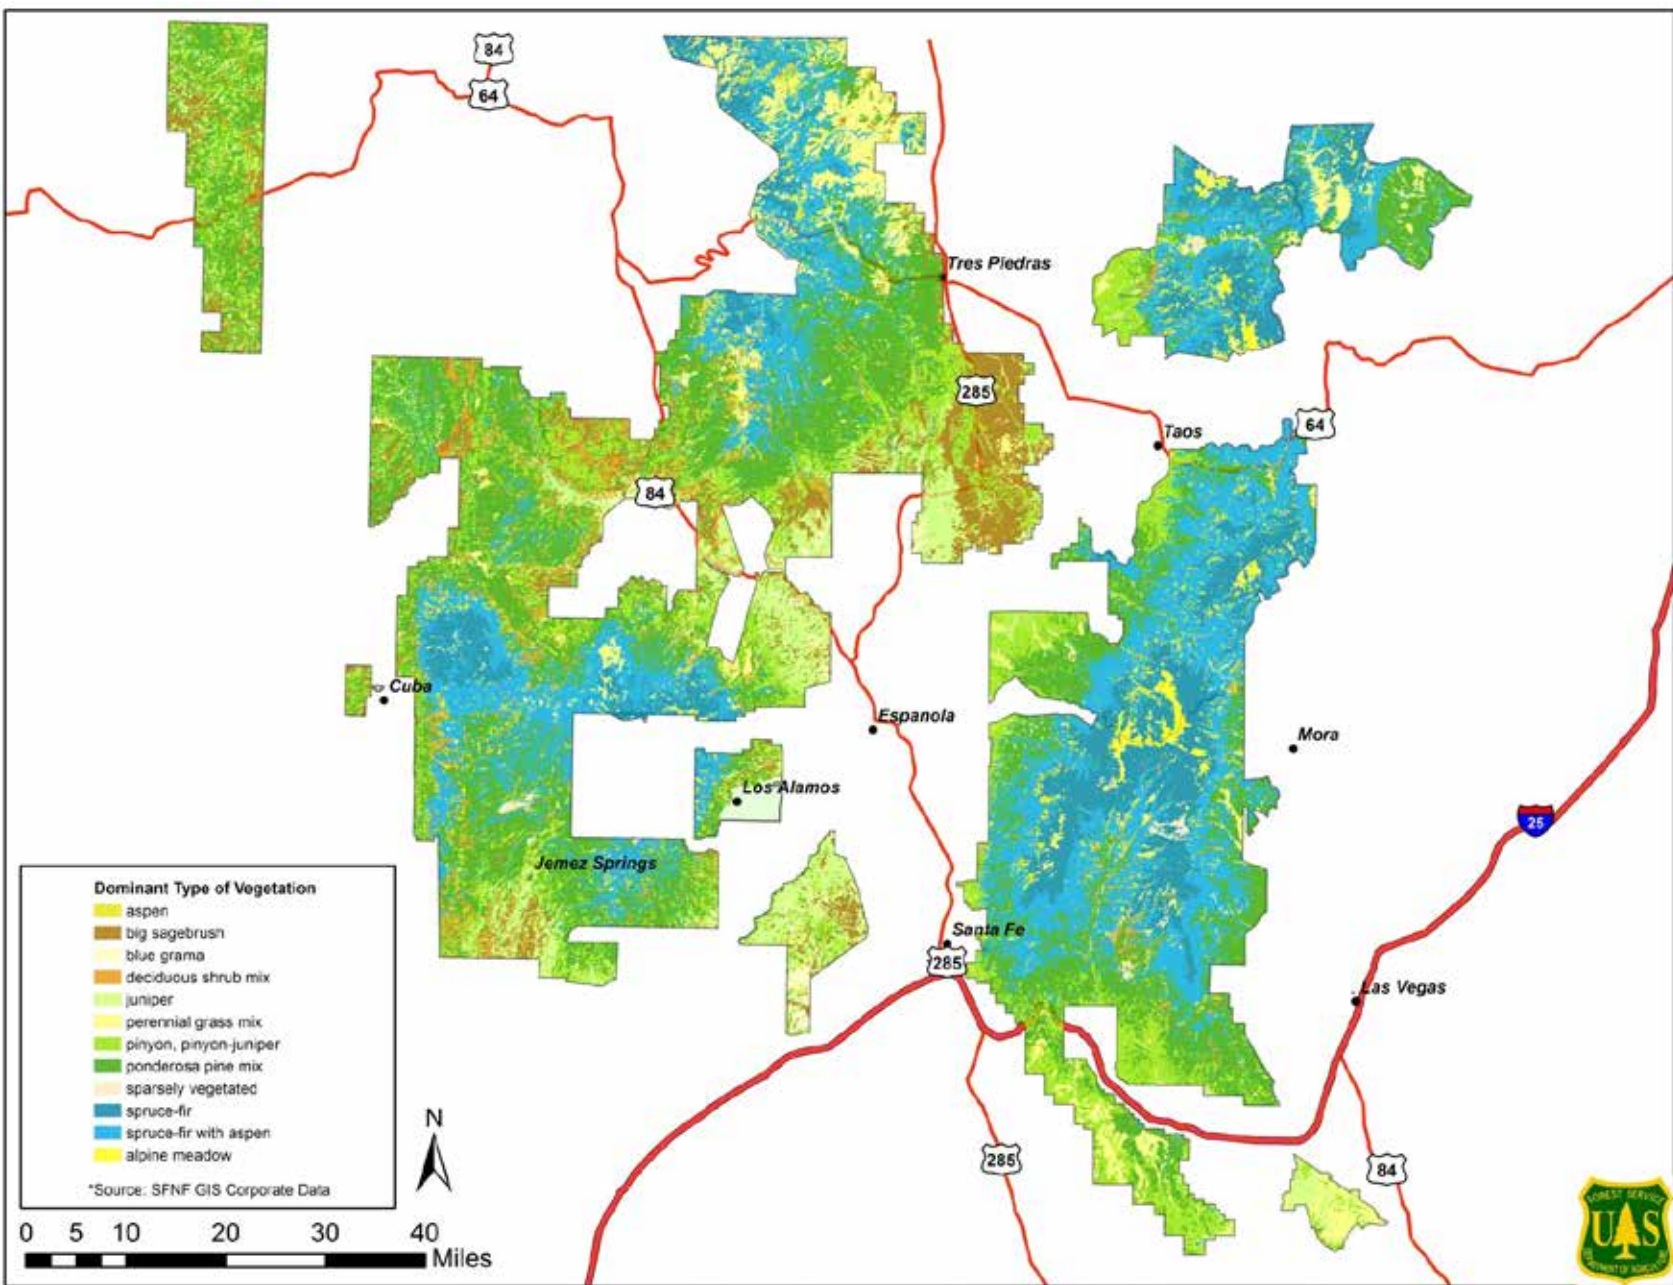 84
64
Tres Piedras
285
64
Taos
84
Cuba
Espanola
Mora
Los Alamos
25
Jemez Springs
Santa Fe
285
Las Vegas
285
84
Dominant Type of Vegetation
aspen
big sagebrush
blue grama
deciduous shrub mix
juniper
perennial grass mix
pinyon, pinyon-juniper
ponderosa pine mix
sparsely vegetated
spruce-fir
spruce-fir with aspen
alpine meadow
*Source: SFNF GIS Corporate Data
N
0 5 10 20 30 40
Miles
FOREST SERVICE
U S
DEPARTMENT OF AGRICULTURE